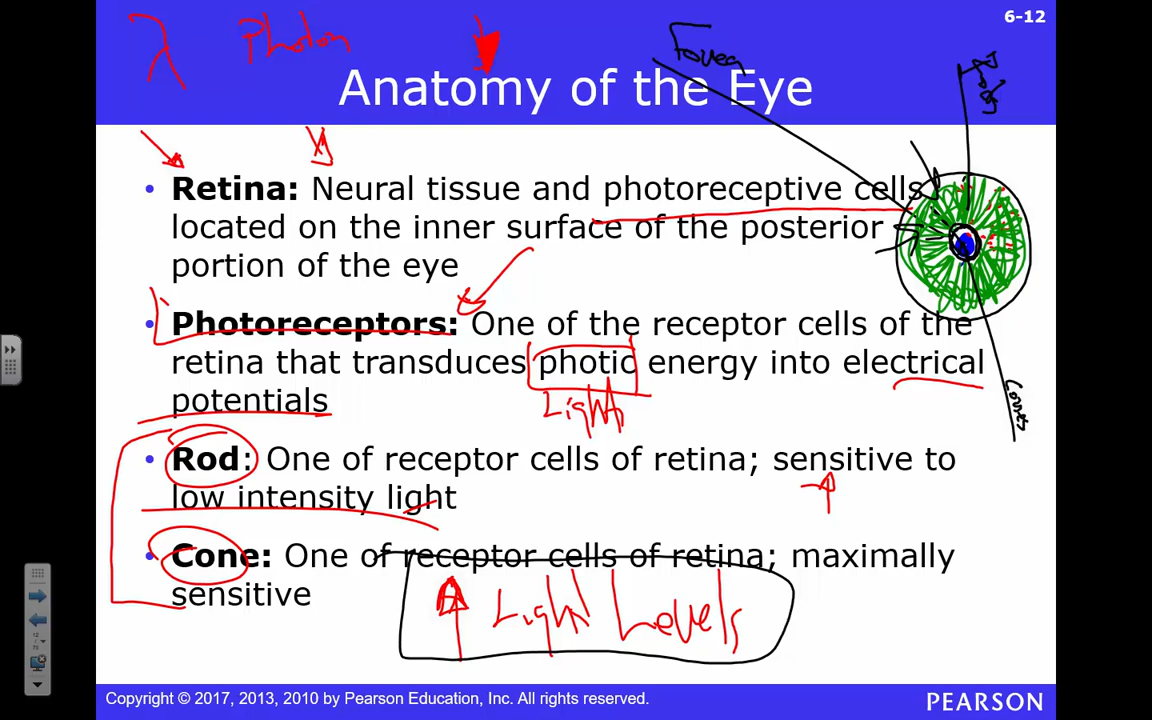 6-12
λ Photon
Fovea
Anatomy of the Eye
• Retina: Neural tissue and photoreceptive cells
located on the inner surface of the posterior
portion of the eye
• Photoreceptors: One of the receptor cells of the
retina that transduces photic energy into electrical
Light
potentials
Cones
• Rod: One of receptor cells of retina; sensitive to
low intensity light
• Cone: One of receptor cells of retina; maximally
sensitive
↑ Light Levels
Copyright © 2017, 2013, 2010 by Pearson Education, Inc. All rights reserved.
PEARSON